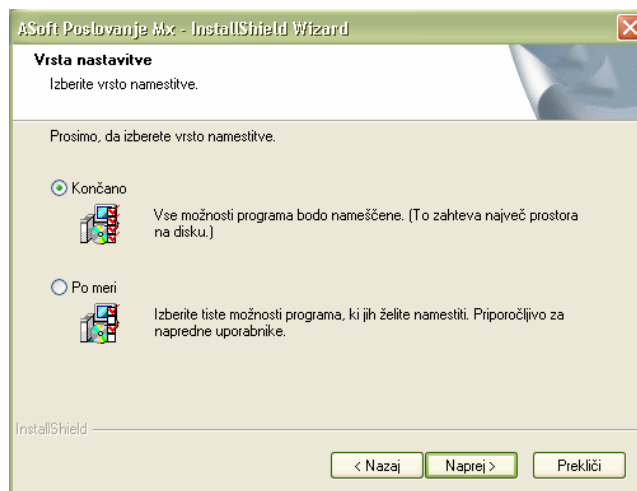 ASoft Poslovanje Mx - InstallShield Wizard
Vrsta nastavitve
Izberite vrsto namestitve.
Prosimo, da izberete vrsto namestitve.
Končano
Vse možnosti programa bodo nameščene. (To zahteva največ prostora
na disku.)
Po meri
Izberite tiste možnosti programa, ki jih želite namestiti. Priporočljivo za
napredne uporabnike.
InstallShield
< Nazaj
Naprej >
Prekliči